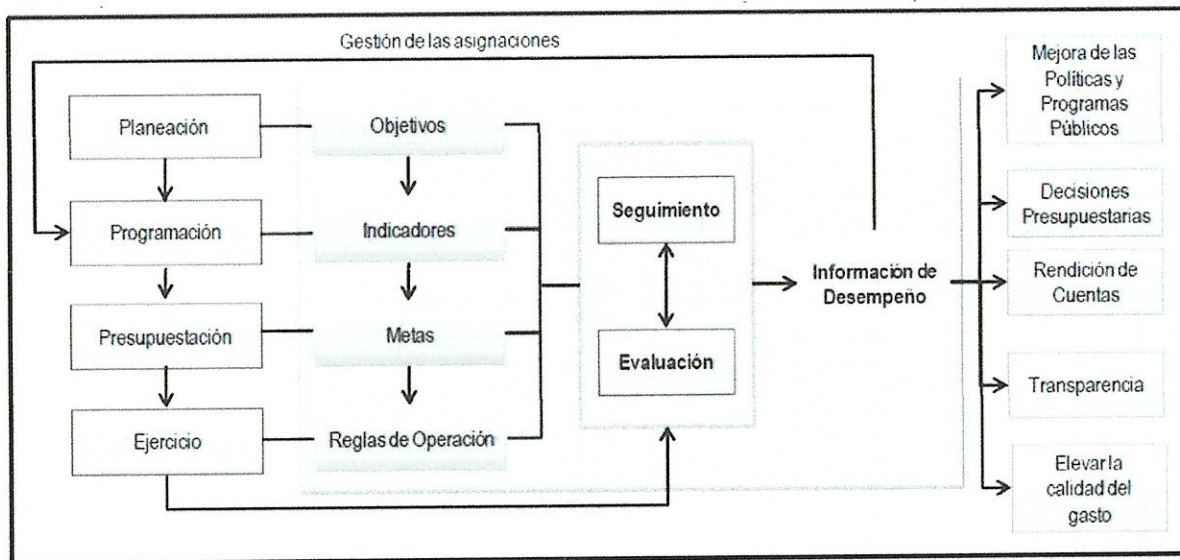 Gestión de las asignaciones
Planeación
Programación
Presupuestación
Ejercicio
Objetivos
Indicadores
Metas
Reglas de Operación
Seguimiento
Evaluación
Información de
Desempeño
Mejora de las
Políticas y
Programas
Públicos
Decisiones
Presupuestarias
Rendición de
Cuentas
Transparencia
Elevar la
calidad del
gasto